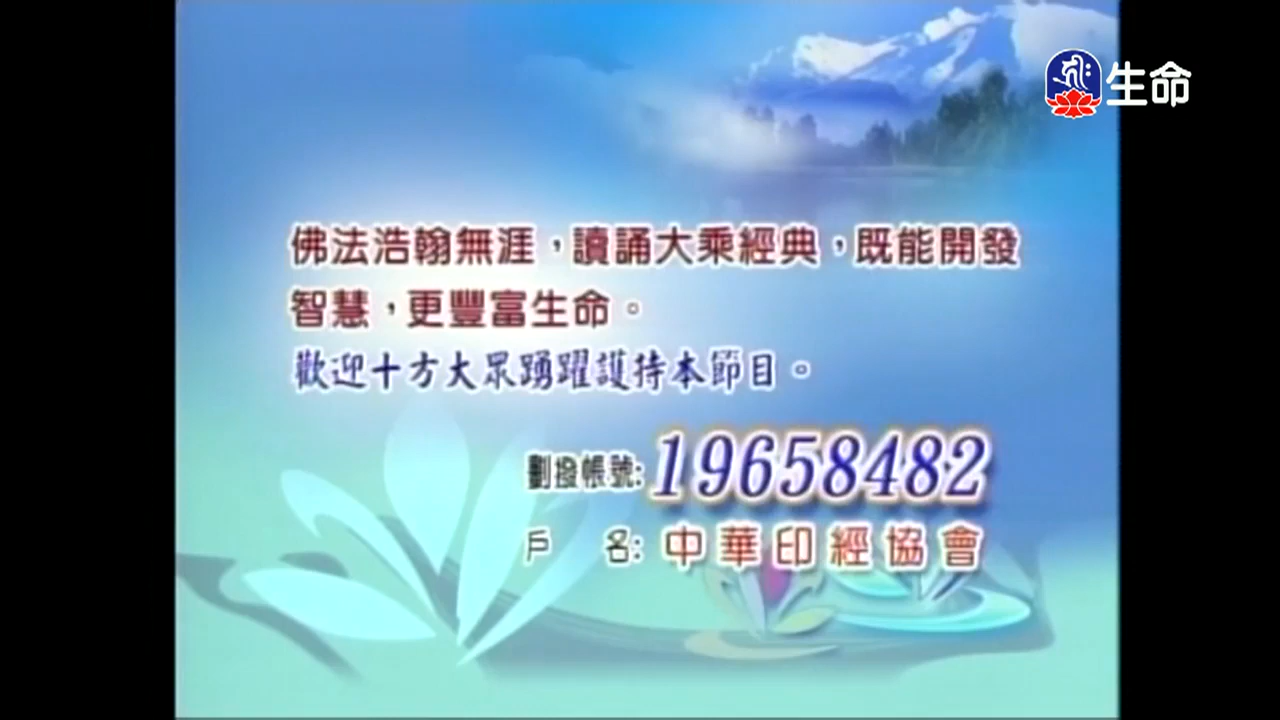 生命
佛法浩翰無涯，讀誦大乘經典，既能開發
智慧，更豐富生命。
歡迎十方大眾踴躍護持本節目。
劃撥帳號:19658482
戶 名:中華印經協會